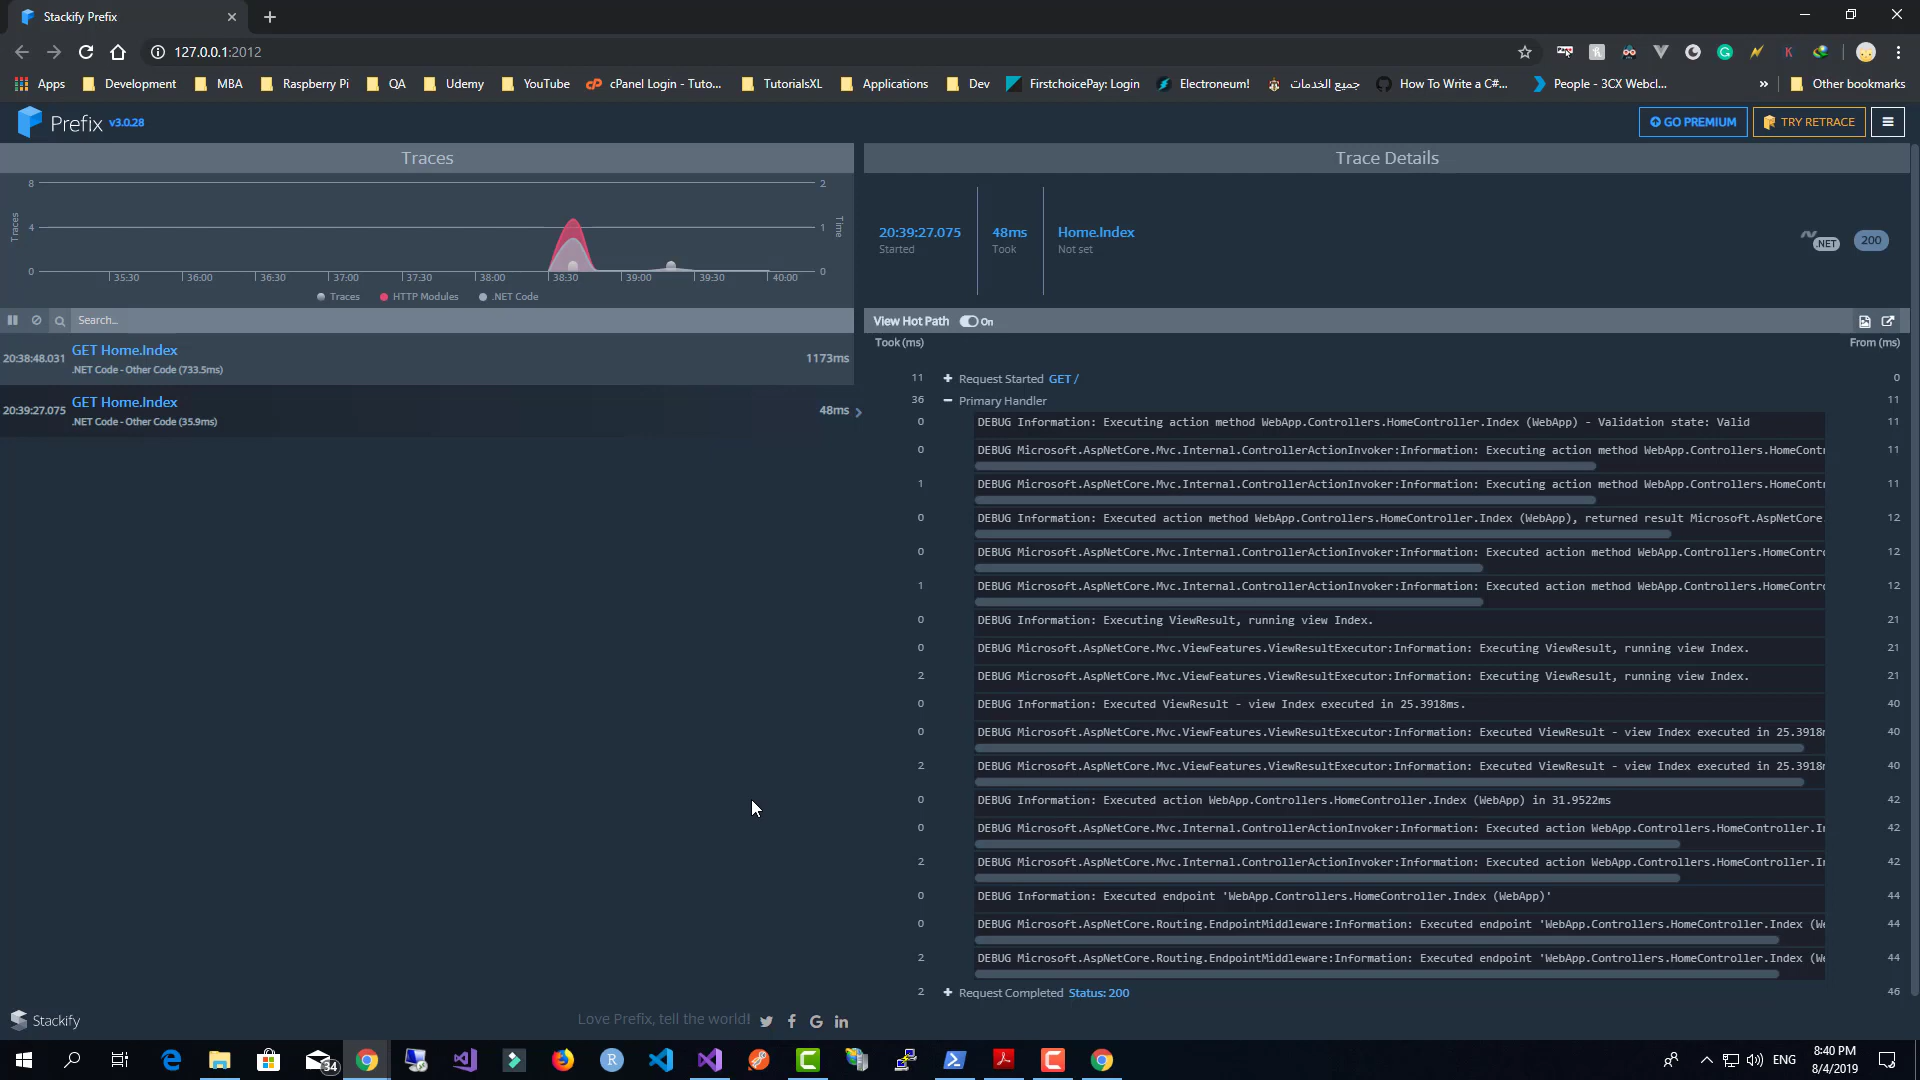 Stackify Prefix
127.0.0.1:2012
Apps
Development
MBA
Raspberry Pi
QA
Udemy
YouTube
cPanel Login - Tuto...
TutorialsXL
Applications
Dev
FirstchoicePay: Login
Electroneum!
جميع الخدمات
How To Write a C#...
People - 3CX Webcl...
»
Other bookmarks
Prefix v3.0.28
GO PREMIUM
TRY RETRACE
Traces
Trace Details
8
4
0
Traces
2
1
0
Time
35:30
36:00
36:30
37:00
37:30
38:00
38:30
39:00
39:30
40:00
Traces
HTTP Modules
.NET Code
Search...
20:38:48.031
GET Home.Index
.NET Code - Other Code (733.5ms)
1173ms
20:39:27.075
GET Home.Index
.NET Code - Other Code (35.9ms)
48ms
20:39:27.075
Started
48ms
Took
Home.Index
Not set
.NET
200
View Hot Path On
Took (ms)
From (ms)
11 Request Started GET / 0
36 Primary Handler 11
0 DEBUG Information: Executing action method WebApp.Controllers.HomeController.Index (WebApp) - Validation state: Valid 11
0 DEBUG Microsoft.AspNetCore.Mvc.Internal.ControllerActionInvoker:Information: Executing action method WebApp.Controllers.HomeContr 11
1 DEBUG Microsoft.AspNetCore.Mvc.Internal.ControllerActionInvoker:Information: Executing action method WebApp.Controllers.HomeContr 11
0 DEBUG Information: Executed action method WebApp.Controllers.HomeController.Index (WebApp), returned result Microsoft.AspNetCore. 12
0 DEBUG Microsoft.AspNetCore.Mvc.Internal.ControllerActionInvoker:Information: Executed action method WebApp.Controllers.HomeContro 12
1 DEBUG Microsoft.AspNetCore.Mvc.Internal.ControllerActionInvoker:Information: Executed action method WebApp.Controllers.HomeContro 12
0 DEBUG Information: Executing ViewResult, running view Index. 21
0 DEBUG Microsoft.AspNetCore.Mvc.ViewFeatures.ViewResultExecutor:Information: Executing ViewResult, running view Index. 21
2 DEBUG Microsoft.AspNetCore.Mvc.ViewFeatures.ViewResultExecutor:Information: Executing ViewResult, running view Index. 21
0 DEBUG Information: Executed ViewResult - view Index executed in 25.3918ms. 40
0 DEBUG Microsoft.AspNetCore.Mvc.ViewFeatures.ViewResultExecutor:Information: Executed ViewResult - view Index executed in 25.3918m 40
2 DEBUG Microsoft.AspNetCore.Mvc.ViewFeatures.ViewResultExecutor:Information: Executed ViewResult - view Index executed in 25.3918m 40
0 DEBUG Information: Executed action WebApp.Controllers.HomeController.Index (WebApp) in 31.9522ms 42
0 DEBUG Microsoft.AspNetCore.Mvc.Internal.ControllerActionInvoker:Information: Executed action WebApp.Controllers.HomeController.In 42
2 DEBUG Microsoft.AspNetCore.Mvc.Internal.ControllerActionInvoker:Information: Executed action WebApp.Controllers.HomeController.In 42
0 DEBUG Information: Executed endpoint 'WebApp.Controllers.HomeController.Index (WebApp)' 44
0 DEBUG Microsoft.AspNetCore.Routing.EndpointMiddleware:Information: Executed endpoint 'WebApp.Controllers.HomeController.Index (We 44
2 DEBUG Microsoft.AspNetCore.Routing.EndpointMiddleware:Information: Executed endpoint 'WebApp.Controllers.HomeController.Index (We 44
2 Request Completed Status: 200 46
Stackify
Love Prefix, tell the world!
34
ENG
8:40 PM
8/4/2019